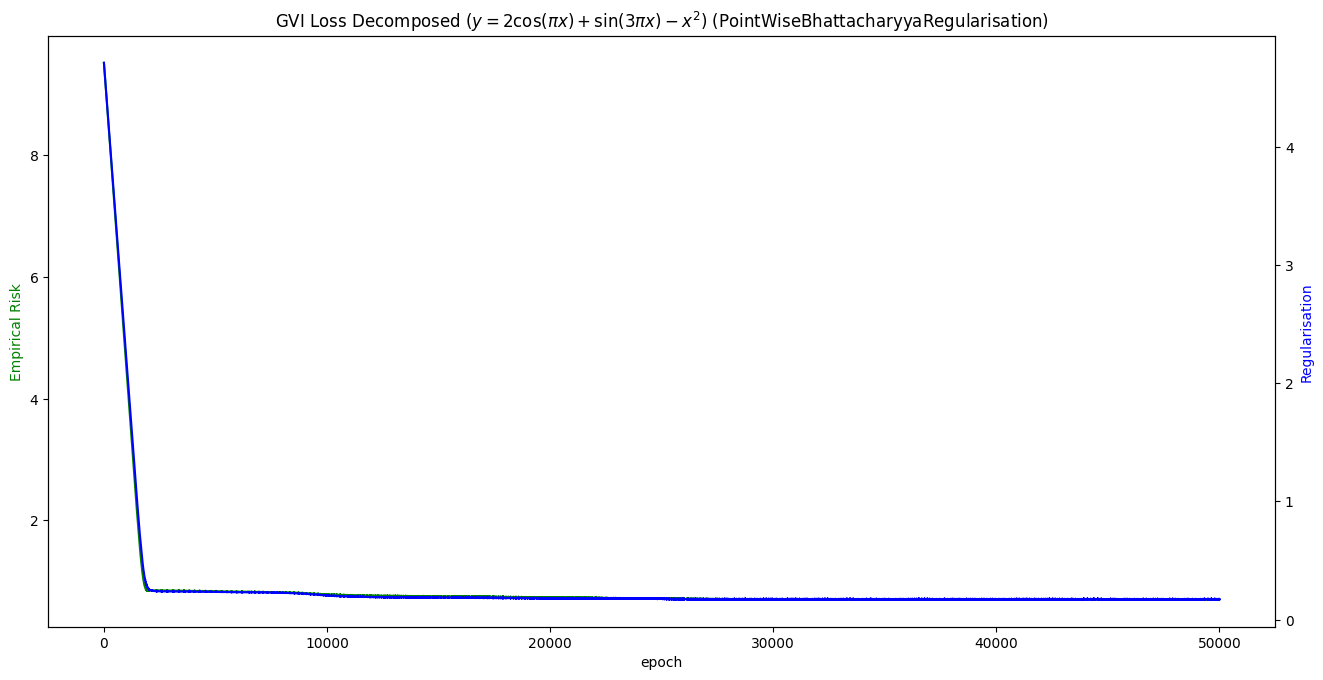 GVI Loss Decomposed (y = 2cos(πx) + sin(3πx) − x²) (PointWiseBhattacharyyaRegularisation)
8
6
4
2
Empirical Risk
4
3
2
1
0
Regularisation
0 10000 20000 30000 40000 50000
epoch